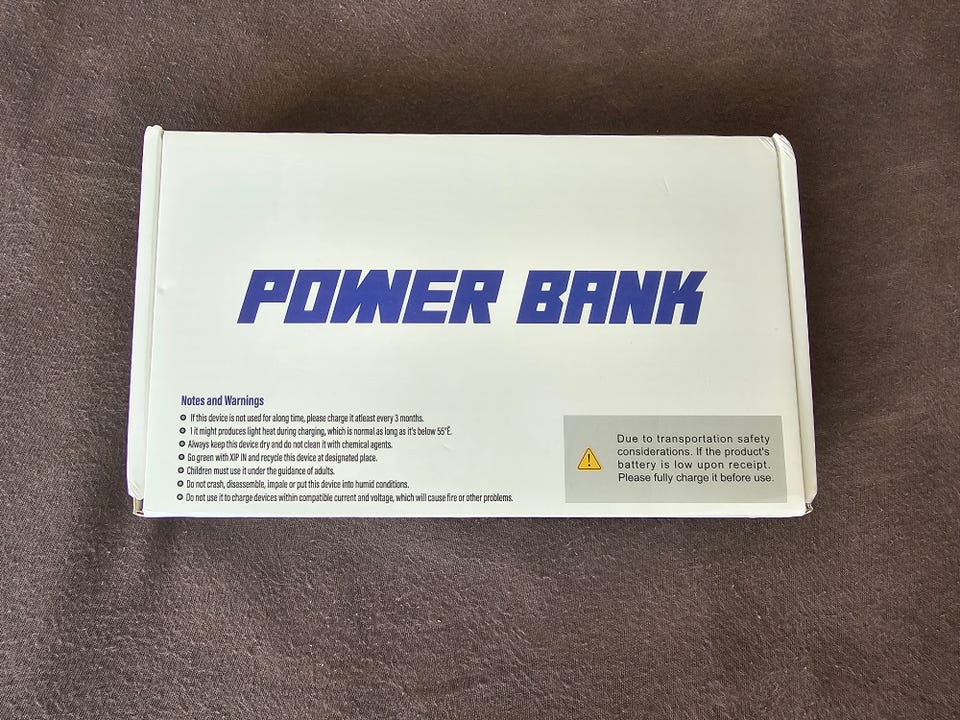 POWER BANK
Notes and Warnings
If this device is not used for along time, please charge it atleast every 3 months.
1 it might produces light heat during charging, which is normal as long as it's below 55°É.
Always keep this device dry and do not clean it with chemical agents.
Go green with XIP IN and recycle this device at designated place.
Children must use it under the guidance of adults.
Do not crash, disassemble, impale or put this device into humid conditions.
Do not use it to charge devices within compatible current and voltage, which will cause fire or other problems.
Due to transportation safety
considerations. If the product's
battery is low upon receipt.
Please fully charge it before use.